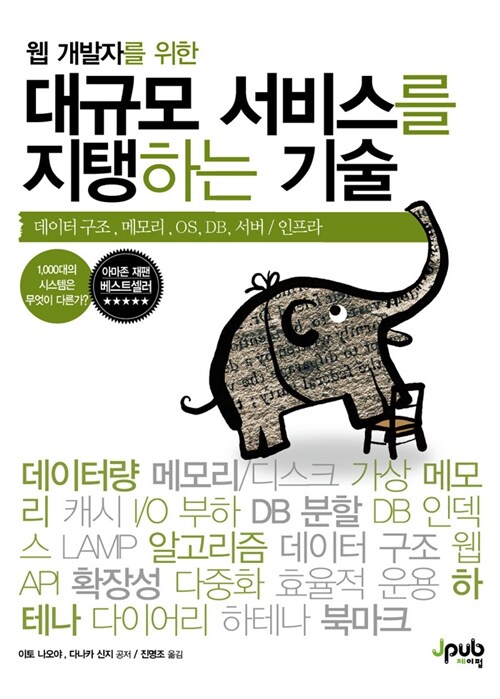 웹 개발자를 위한
대규모 서비스를
지탱하는 기술
데이터 구조, 메모리, OS, DB, 서버 / 인프라
1,000대의
시스템은
무엇이 다른가?
아마존 재팬
베스트셀러
★★★★★
데이터량 메모리/디스크 가상 메모
리 캐시 I/O 부하 DB 분할 DB 인덱
스 LAMP 알고리즘 데이터 구조 웹
API 확장성 다중화 효율적 운용 하
테나 다이어리 하테나 북마크
이토 나오야, 다나카 신지 공저 / 진명조 옮김
Jpub
제이펍